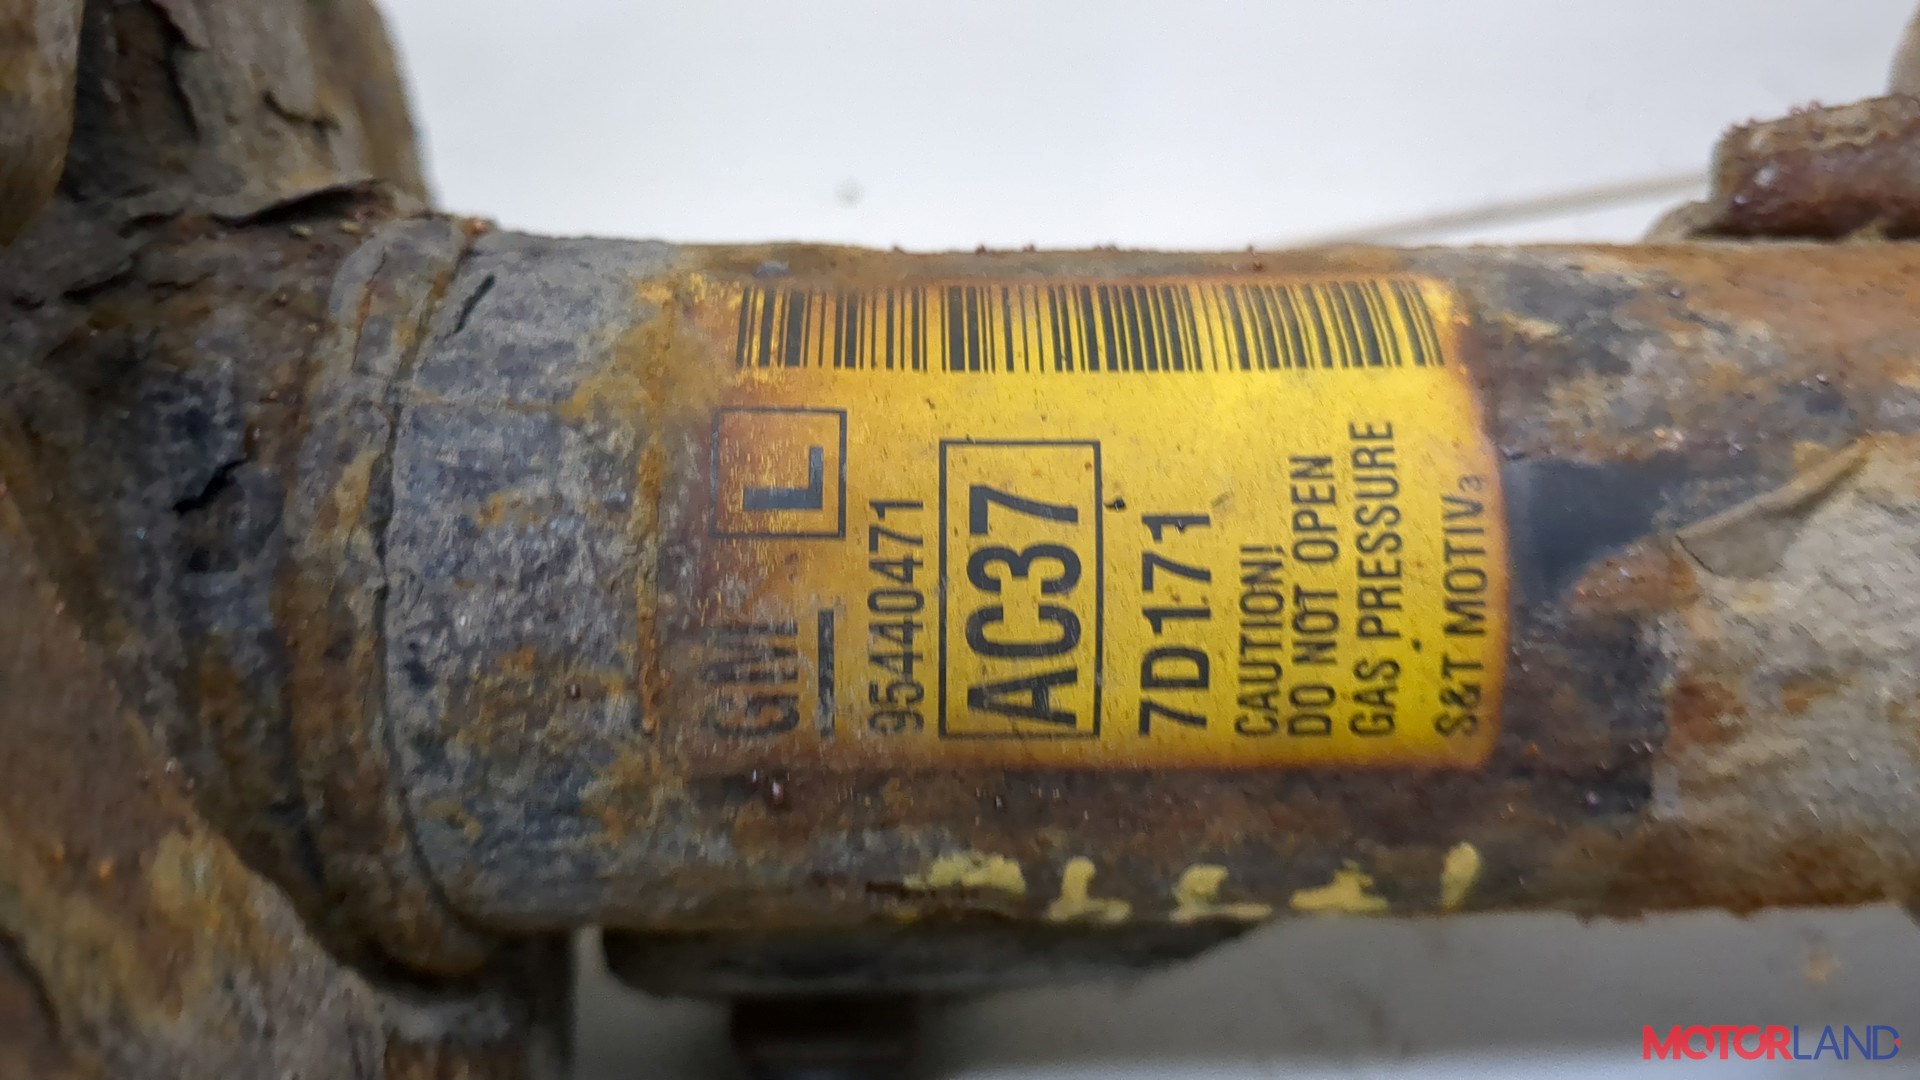 GM L
95440471
AC37
7D171
CAUTION!
DO NOT OPEN
GAS PRESSURE
S&T MOTIV
MOTORLAND